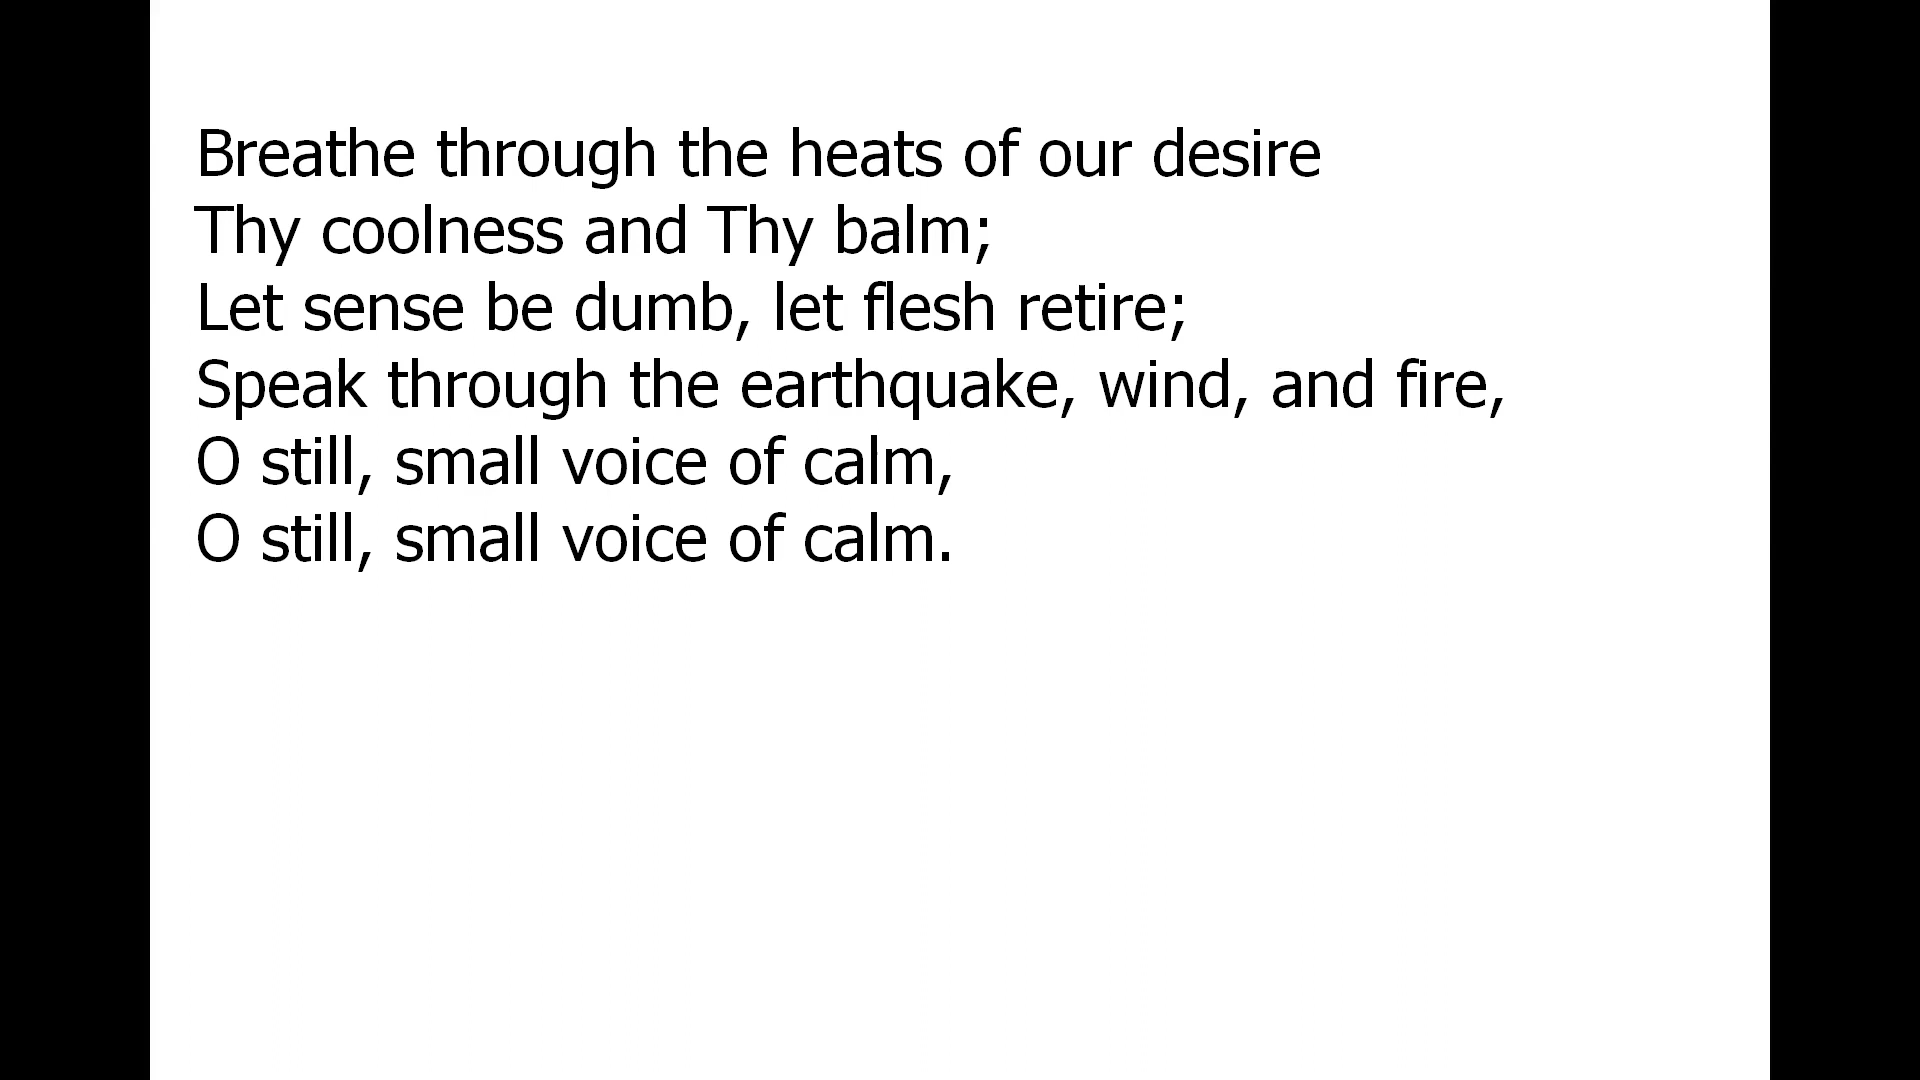 Breathe through the heats of our desire
Thy coolness and Thy balm;
Let sense be dumb, let flesh retire;
Speak through the earthquake, wind, and fire,
O still, small voice of calm,
O still, small voice of calm.